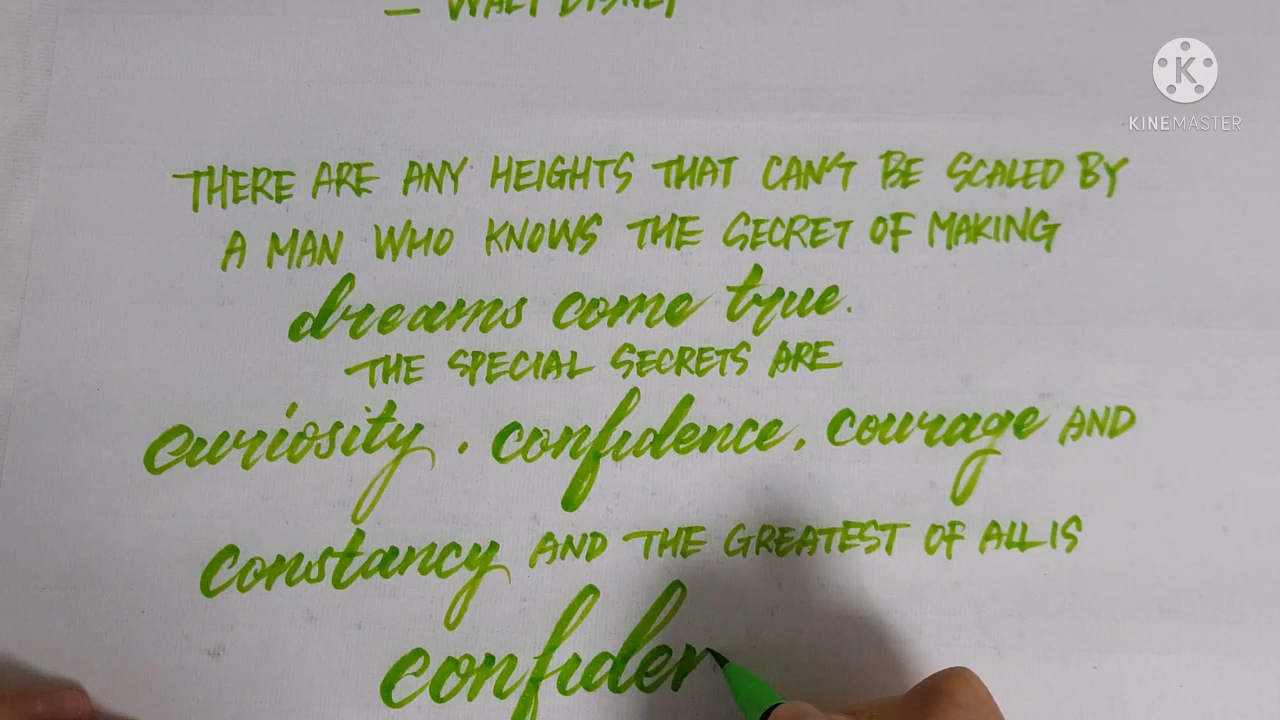 — WALT DISNEY
KINEMASTER
THERE ARE ANY HEIGHTS THAT CAN'T BE SCALED BY
A MAN WHO KNOWS THE SECRET OF MAKING
dreams come true.
THE SPECIAL SECRETS ARE
curiosity, confidence, courage AND
constancy AND THE GREATEST OF ALL IS
confiden